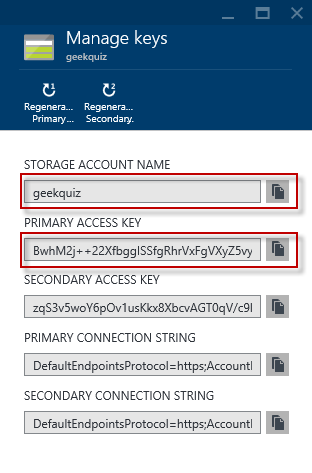 Manage keys
geekquiz
Regenera... Regenera...
Primary... Secondary.
STORAGE ACCOUNT NAME
geekquiz
PRIMARY ACCESS KEY
BwhM2j++22XfbggISSfgRhrVxFgVXyZ5vy
SECONDARY ACCESS KEY
zqS3v5woY6pOv1usKkx8XbcvAGT0qV/c9l
PRIMARY CONNECTION STRING
DefaultEndpointsProtocol=https;Accountl
SECONDARY CONNECTION STRING
DefaultEndpointsProtocol=https;Accountl